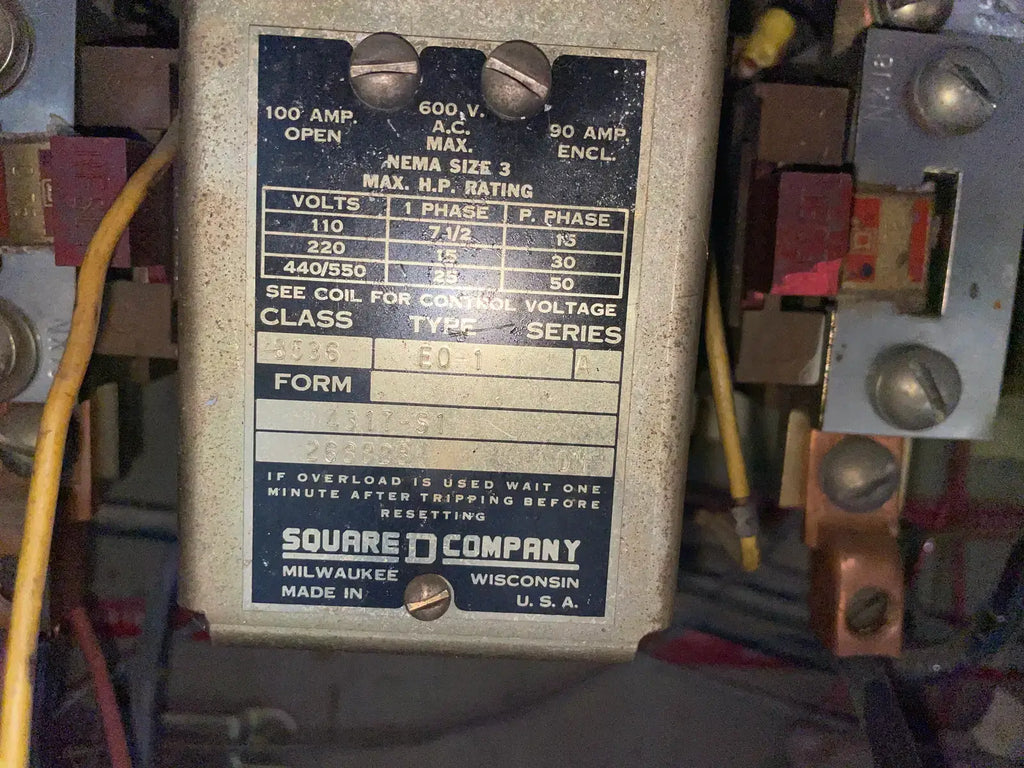 100 AMP. OPEN
600 V. A.C. MAX.
90 AMP. ENCL.
NEMA SIZE 3
MAX. H.P. RATING
VOLTS 1 PHASE P. PHASE
110 7 1/2 15
220 15 30
440/550 25 50
SEE COIL FOR CONTROL VOLTAGE
CLASS TYPE SERIES
8536 EO-1 A
FORM
IF OVERLOAD IS USED WAIT ONE
MINUTE AFTER TRIPPING BEFORE
RESETTING
SQUARE D COMPANY
MILWAUKEE WISCONSIN
MADE IN U.S.A.